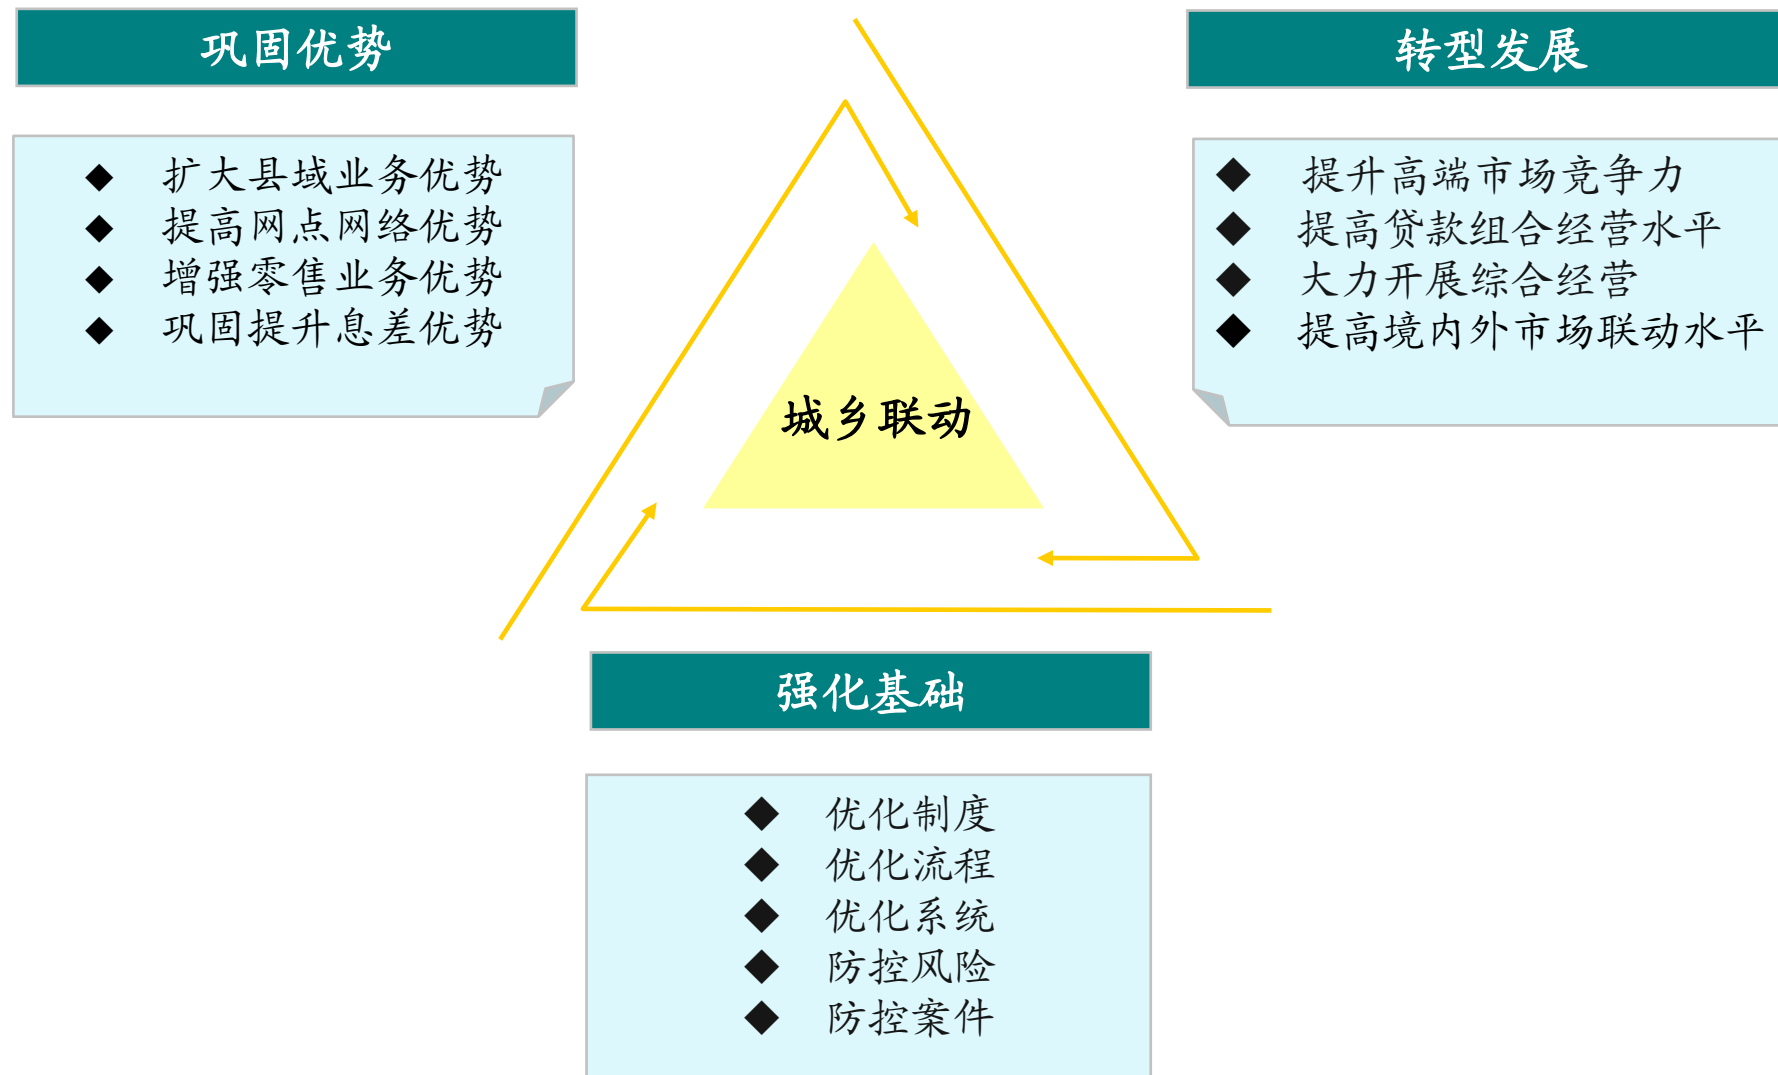 巩固优势
扩大县域业务优势
提高网点网络优势
增强零售业务优势
巩固提升息差优势
转型发展
提升高端市场竞争力
提高贷款组合经营水平
大力开展综合经营
提高境内外市场联动水平
城乡联动
强化基础
优化制度
优化流程
优化系统
防控风险
防控案件